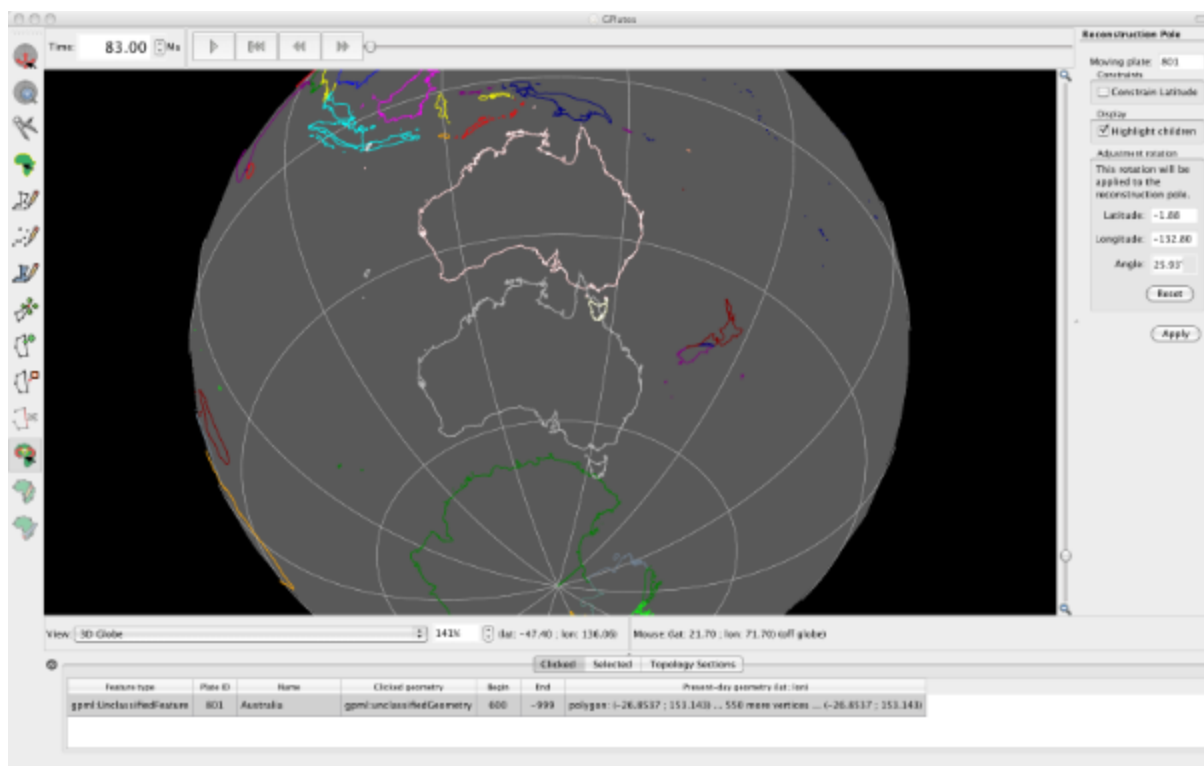 GPlates
Time: 83.00 Ma
Reconstruction Pole
Moving plate: 801
Constraints
Constrain Latitude
Display
Highlight children
Adjustment rotation
This rotation will be
applied to the
reconstruction pole.
Latitude: -1.88
Longitude: -132.80
Angle: 25.93°
Reset
Apply
View: 3D Globe 141% (lat: -47.40 ; lon: 136.06) Mouse (lat: 21.70 ; lon: 71.70) (off globe)
Clicked Selected Topology Sections
Feature type Plate ID Name Clicked geometry Begin End Present-day geometry (lat; lon)
gpml:UnclassifiedFeature 801 Australia gpml:unclassifiedGeometry 600 -999 polygon: (-26.8537 ; 153.143) ... 550 more vertices ... (-26.8537 ; 153.143)